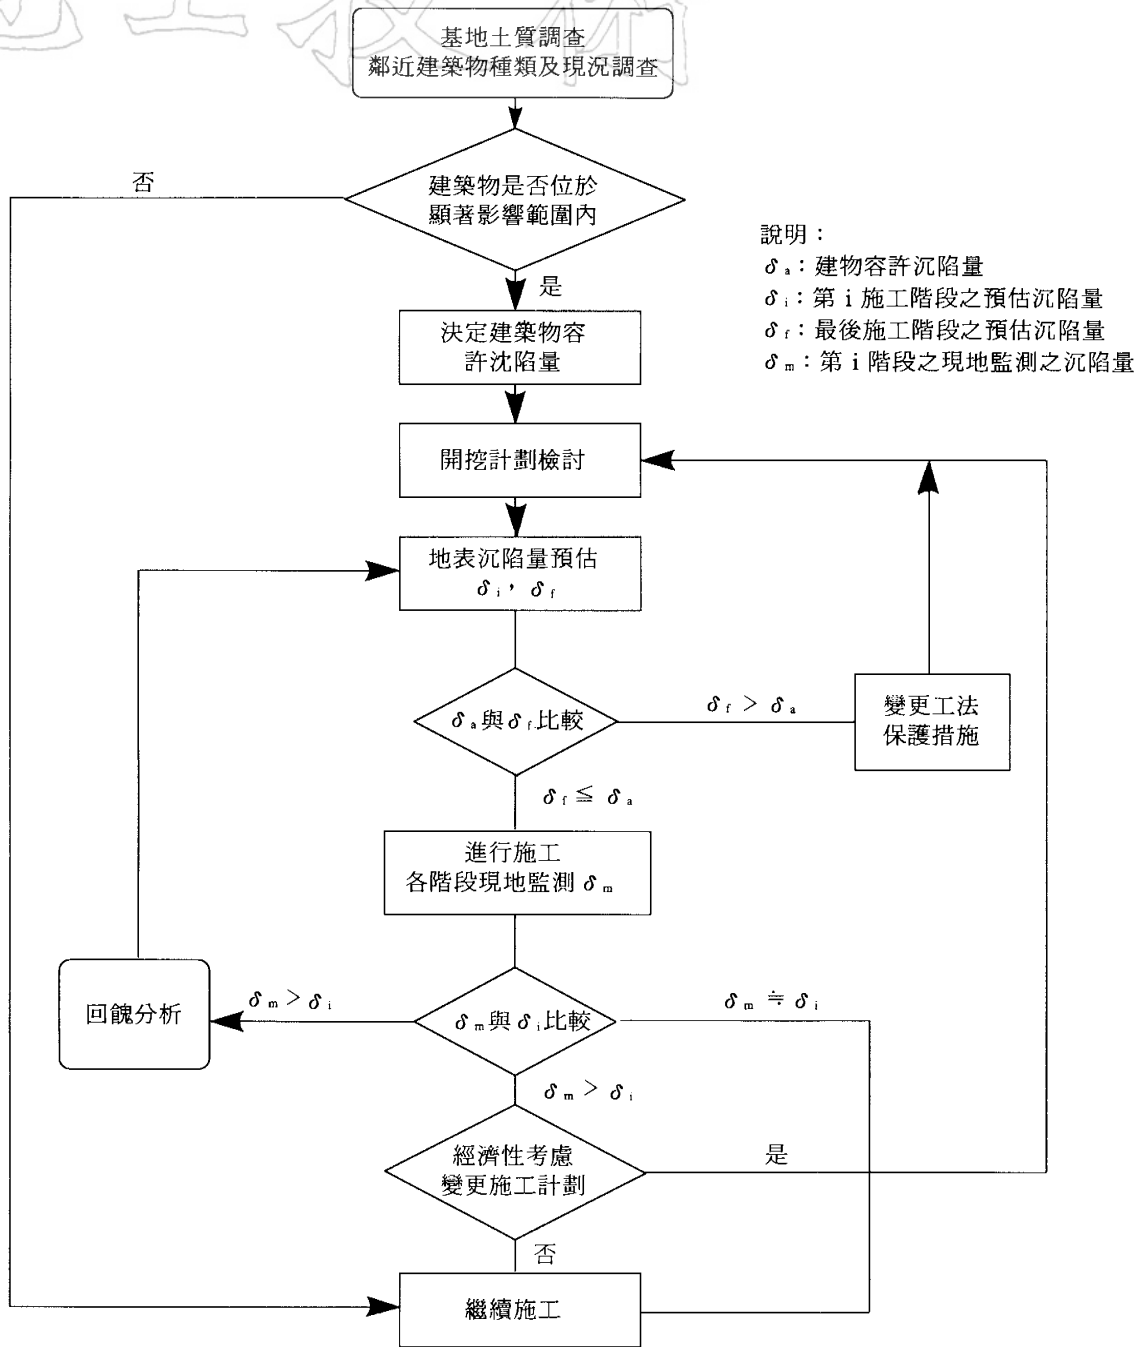 地工技術
基地土質調查
鄰近建築物種類及現況調查
否
建築物是否位於
顯著影響範圍內
說明：
δa：建物容許沉陷量
δi：第 i 施工階段之預估沉陷量
δf：最後施工階段之預估沉陷量
δm：第 i 階段之現地監測之沉陷量
是
決定建築物容
許沈陷量
開挖計劃檢討
地表沉陷量預估
δi，δf
δa與δf比較
δf > δa
變更工法
保護措施
δf ≦ δa
進行施工
各階段現地監測 δm
回餽分析
δm > δi
δm與δi比較
δm ≒ δi
δm > δi
經濟性考慮
變更施工計劃
是
否
繼續施工